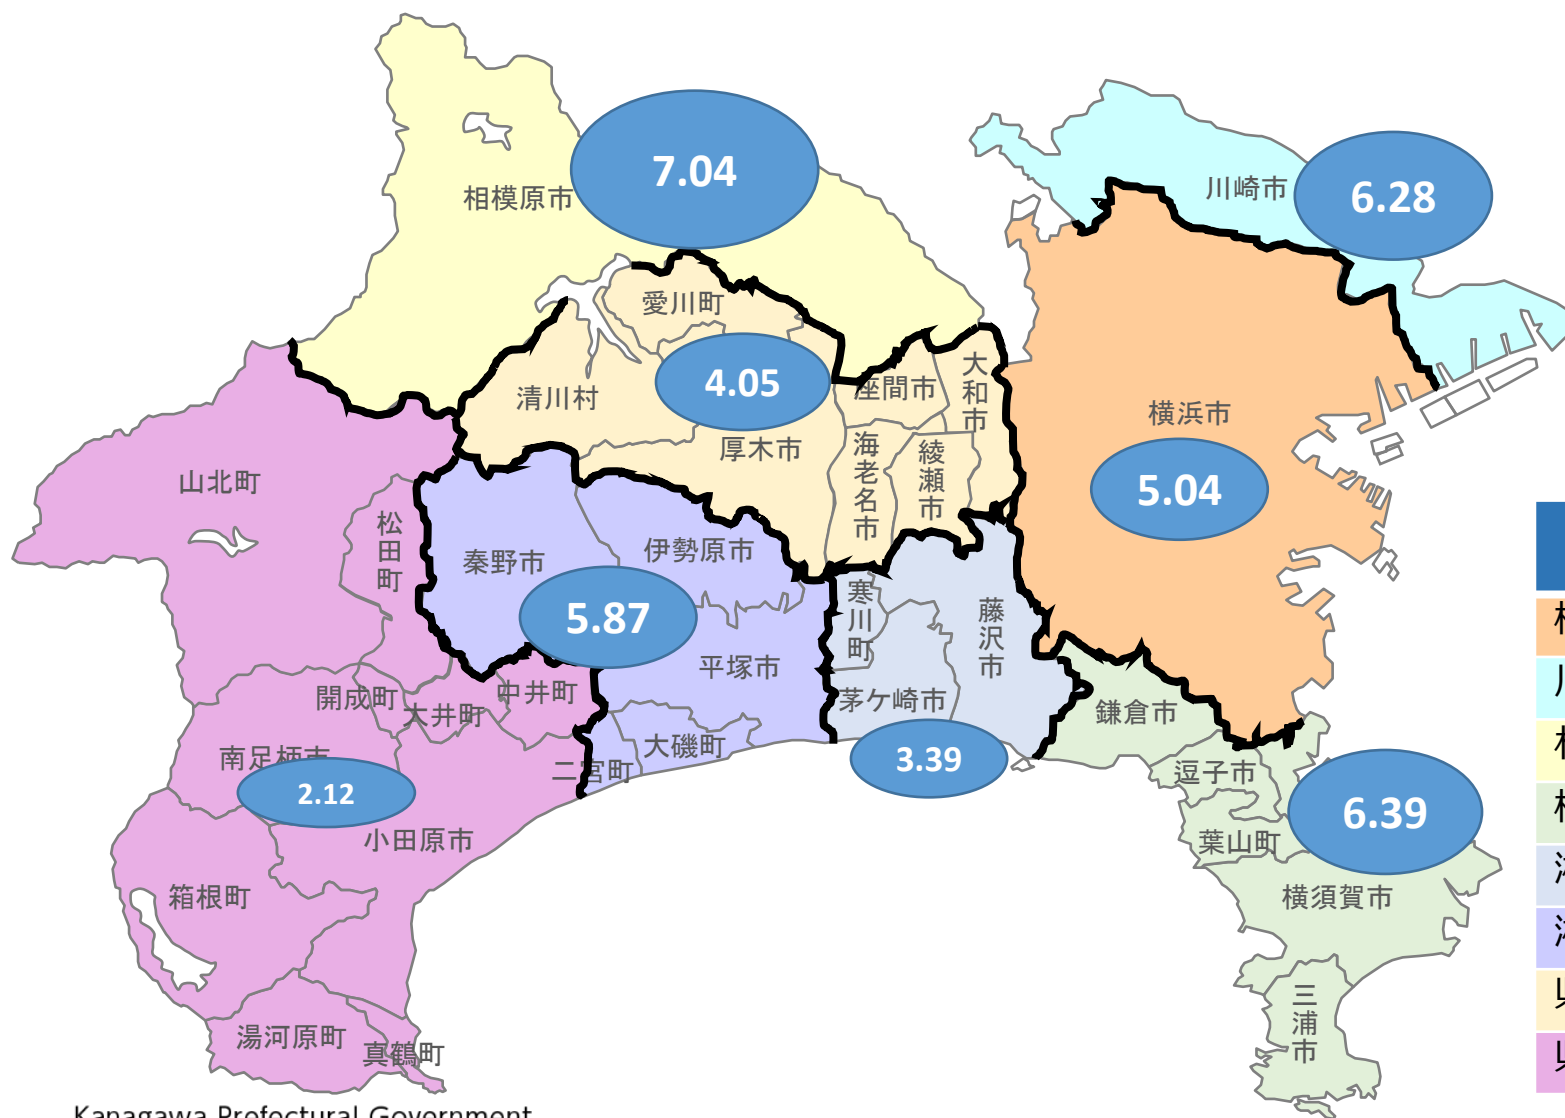 7.04
相模原市
川崎市
6.28
愛川町
大和市
4.05
座間市
清川村
横浜市
厚木市
海老名市
綾瀬市
山北町
5.04
松田町
秦野市
伊勢原市
寒川町
藤沢市
5.87
平塚市
開成町
大井町
中井町
茅ケ崎市
鎌倉市
南足柄市
二宮町
大磯町
3.39
逗子市
2.12
6.39
小田原市
葉山町
箱根町
横須賀市
三浦市
湯河原町
真鶴町
Kanagawa Prefectural Government